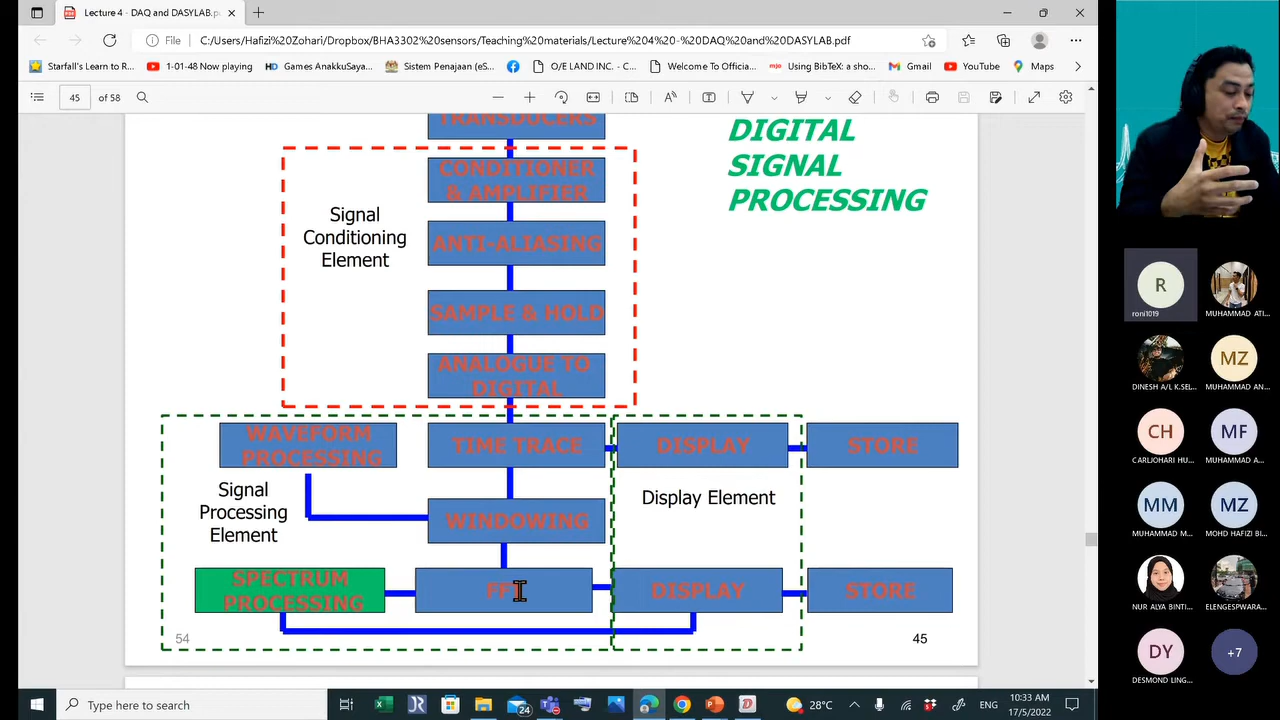 Lecture 4 - DAQ and DASYLAB.p
File
C:/Users/Hafizi%20Zohari/Dropbox/BHA3302%20sensors/Teaching%20materials/Lecture%204%20-%20DAQ%20and%20DASYLAB.pdf
Starfall's Learn to R...
1-01-48 Now playing
HD Games AnakkuSaya...
Sistem Penajaan (eS...
O/E LAND INC. - C...
Welcome To Officia...
mjo Using BibTeX: a sho...
Gmail
YouTube
Maps
45 of 58
TRANSDUCERS
DIGITAL
SIGNAL
PROCESSING
CONDITIONER
& AMPLIFIER
Signal
Conditioning
Element
ANTI-ALIASING
SAMPLE & HOLD
ANALOGUE TO
DIGITAL
WAVEFORM
PROCESSING
TIME TRACE
DISPLAY
STORE
Signal
Processing
Element
WINDOWING
Display Element
SPECTRUM
PROCESSING
FFT
DISPLAY
STORE
54
45
R
roni1019
MUHAMMAD ATI...
DINESH A/L K.SEL...
MZ
MUHAMMAD AN...
CH
CARLJOHARI HU...
MF
MUHAMMAD A...
MM
MUHAMMAD M...
MZ
MOHD HAFIZI BI...
NUR ALYA BINTI...
ELENGESPWARA...
DY
DESMOND LING...
+7
Type here to search
24
28°C
ENG
10:33 AM
17/5/2022